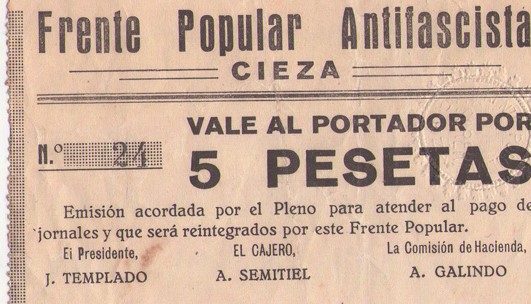 Frente Popular Antifascista
CIEZA
VALE AL PORTADOR POR
N.º 24
5 PESETAS
Emisión acordada por el Pleno para atender al pago de
jornales y que será reintegrados por este Frente Popular.
El Presidente, EL CAJERO, La Comisión de Hacienda,
J. TEMPLADO A. SEMITIEL A. GALINDO